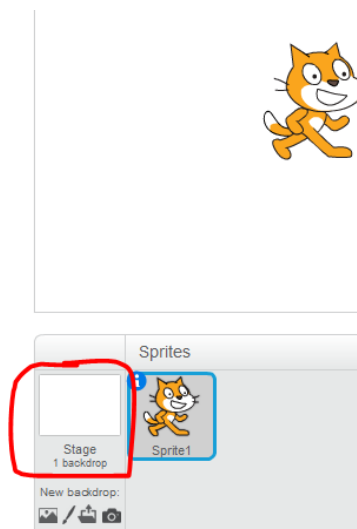 Sprites
Stage
1 backdrop
Sprite1
New backdrop: